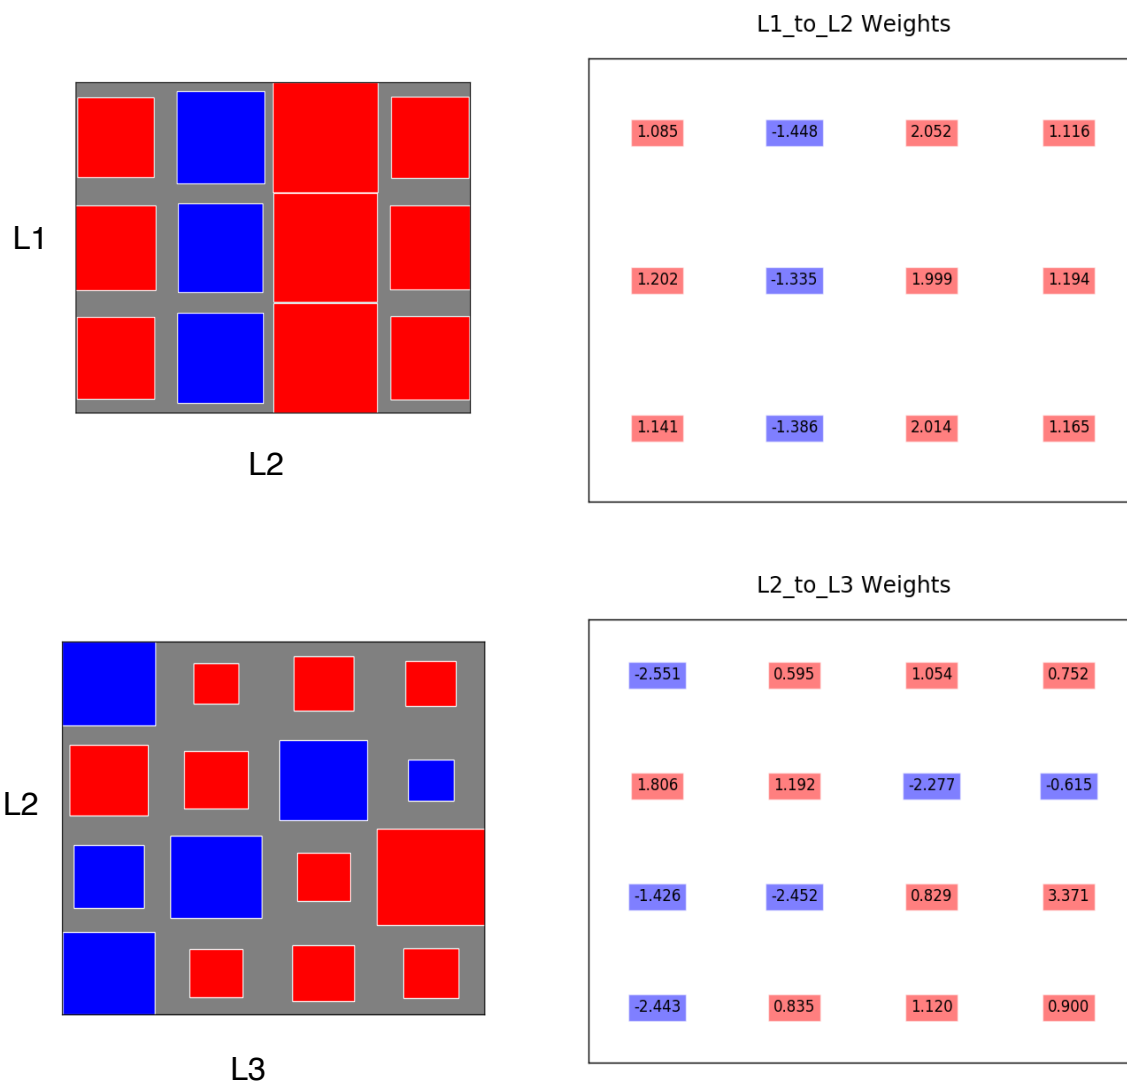 L1_to_L2 Weights
L1
1.085 -1.448 2.052 1.116
1.202 -1.335 1.999 1.194
1.141 -1.386 2.014 1.165
L2
L2_to_L3 Weights
L2
-2.551 0.595 1.054 0.752
1.806 1.192 -2.277 -0.615
-1.426 -2.452 0.829 3.371
-2.443 0.835 1.120 0.900
L3